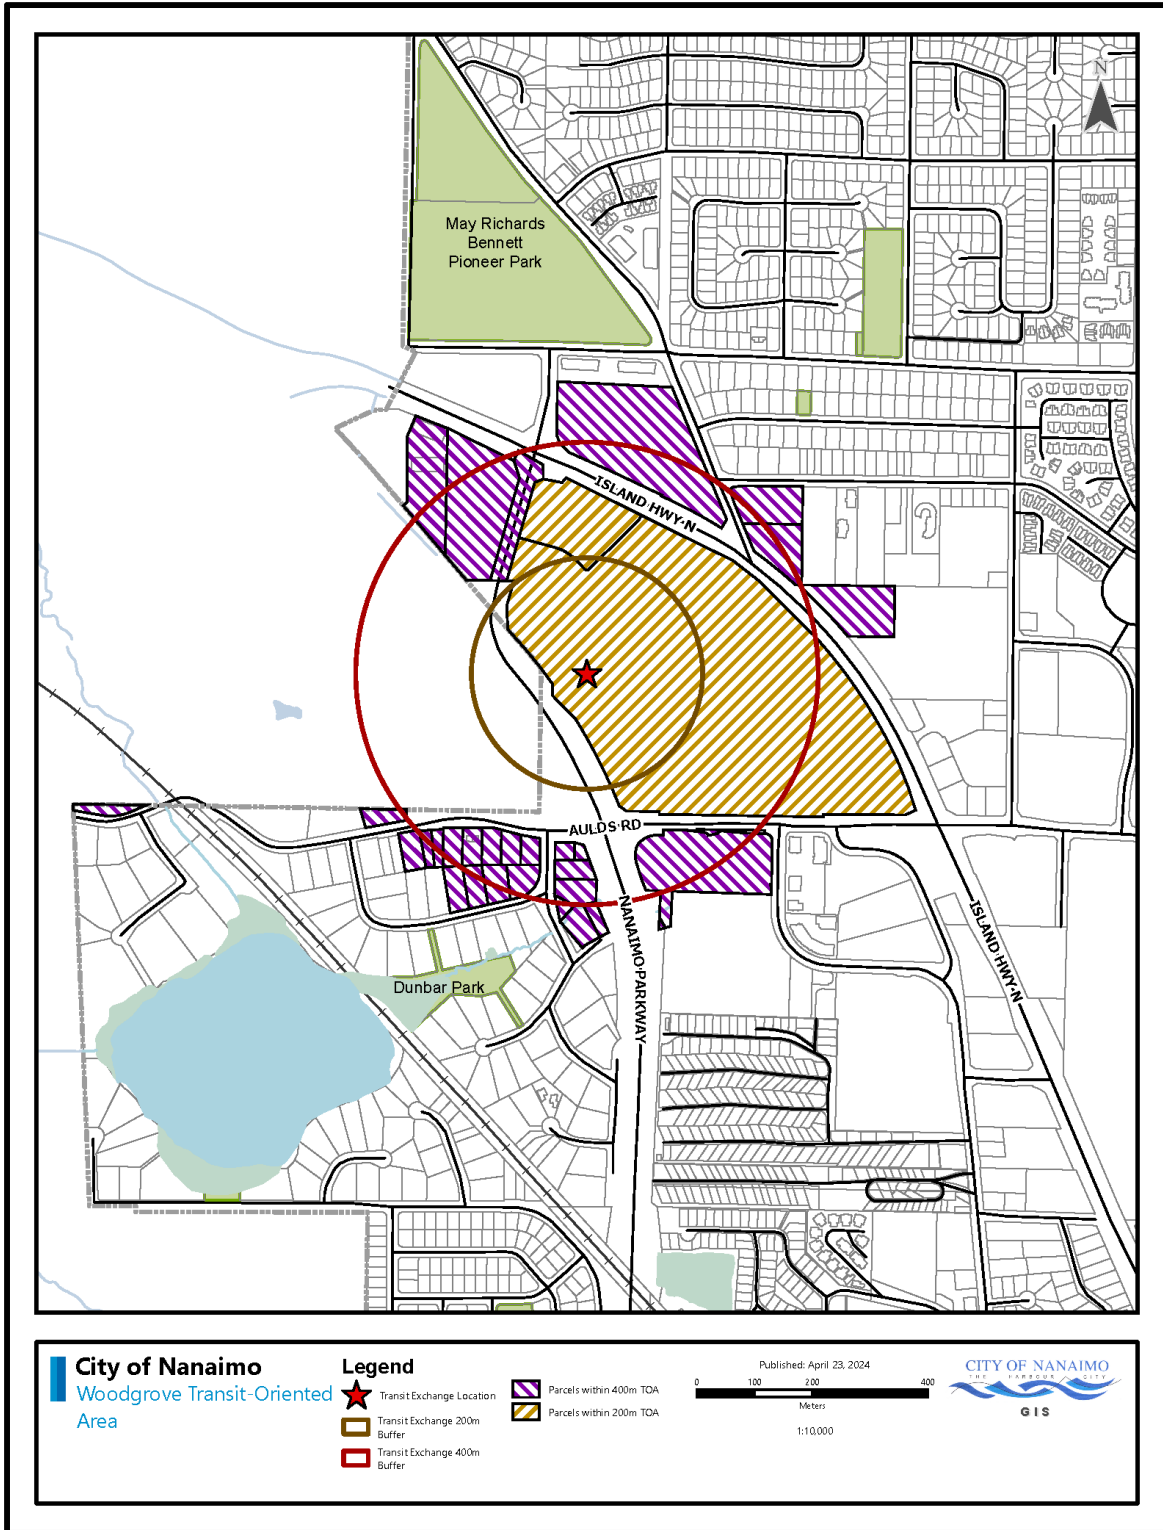 N
May Richards
Bennett
Pioneer Park
ISLAND HWY N
AULDS RD
NANAIMO PARKWAY
ISLAND HWY N
Dunbar Park
City of Nanaimo
Woodgrove Transit-Oriented
Area
Legend
Transit Exchange Location
Transit Exchange 200m
Buffer
Transit Exchange 400m
Buffer
Parcels within 400m TOA
Parcels within 200m TOA
Published: April 23, 2024
0 100 200 400
Meters
1:10,000
CITY OF NANAIMO
THE HARBOUR CITY
GIS